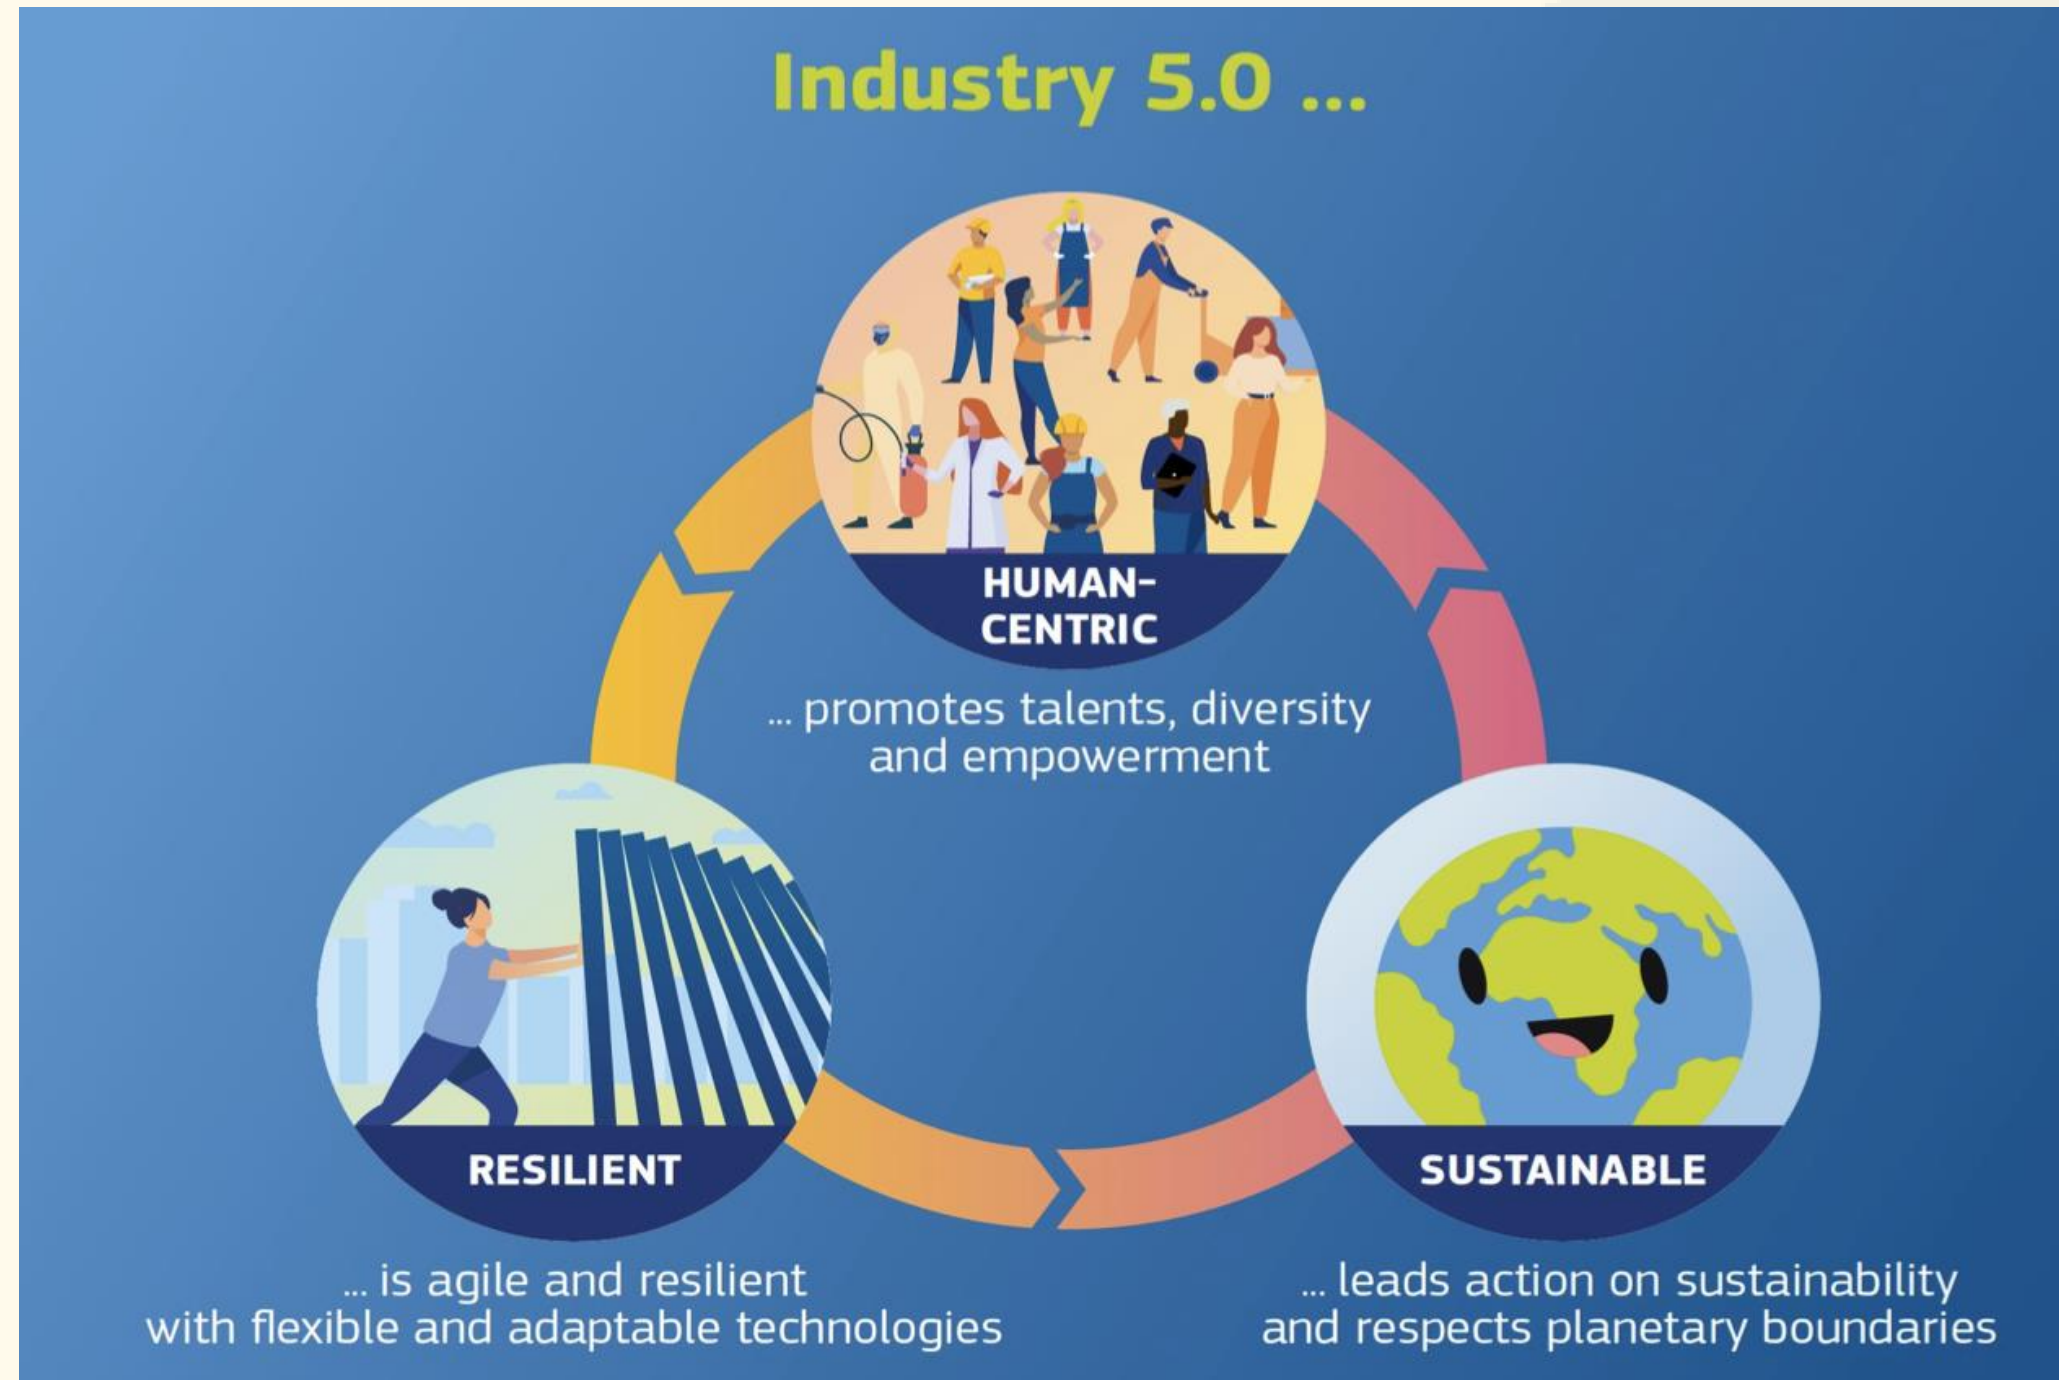 Industry 5.0 ...
HUMAN-
CENTRIC
... promotes talents, diversity
and empowerment
RESILIENT
... is agile and resilient
with flexible and adaptable technologies
SUSTAINABLE
... leads action on sustainability
and respects planetary boundaries